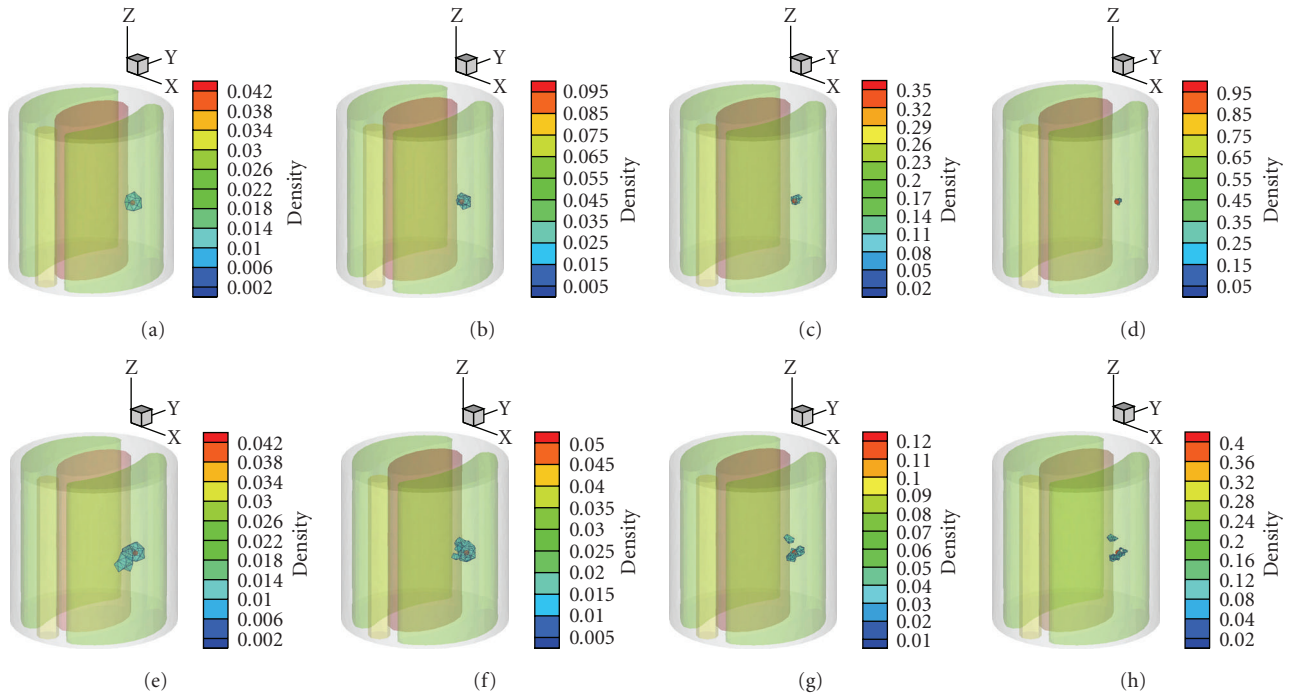 Z
Y
X
0.042
0.038
0.034
0.03
0.026
0.022
0.018
0.014
0.01
0.006
0.002
Density
(a)
Z
Y
X
0.095
0.085
0.075
0.065
0.055
0.045
0.035
0.025
0.015
0.005
Density
(b)
Z
Y
X
0.35
0.32
0.29
0.26
0.23
0.2
0.17
0.14
0.11
0.08
0.05
0.02
Density
(c)
Z
Y
X
0.95
0.85
0.75
0.65
0.55
0.45
0.35
0.25
0.15
0.05
Density
(d)
Z
Y
X
0.042
0.038
0.034
0.03
0.026
0.022
0.018
0.014
0.01
0.006
0.002
Density
(e)
Z
Y
X
0.05
0.045
0.04
0.035
0.03
0.025
0.02
0.015
0.01
0.005
Density
(f)
Z
Y
X
0.12
0.11
0.1
0.09
0.08
0.07
0.06
0.05
0.04
0.03
0.02
0.01
Density
(g)
Z
Y
X
0.4
0.36
0.32
0.28
0.24
0.2
0.16
0.12
0.08
0.04
0.02
Density
(h)